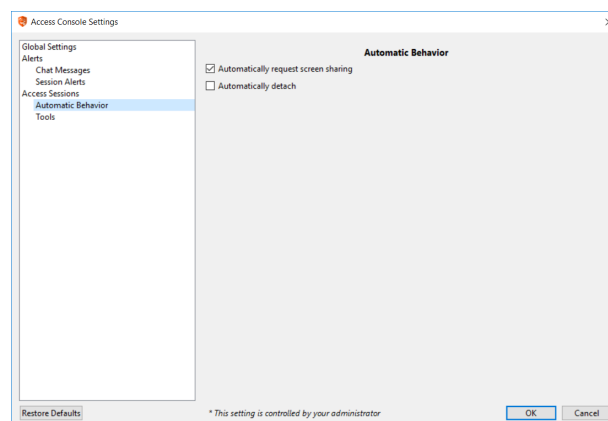 Access Console Settings
Global Settings
Alerts
Chat Messages
Session Alerts
Access Sessions
Automatic Behavior
Tools
Automatic Behavior
Automatically request screen sharing
Automatically detach
Restore Defaults
* This setting is controlled by your administrator
OK
Cancel